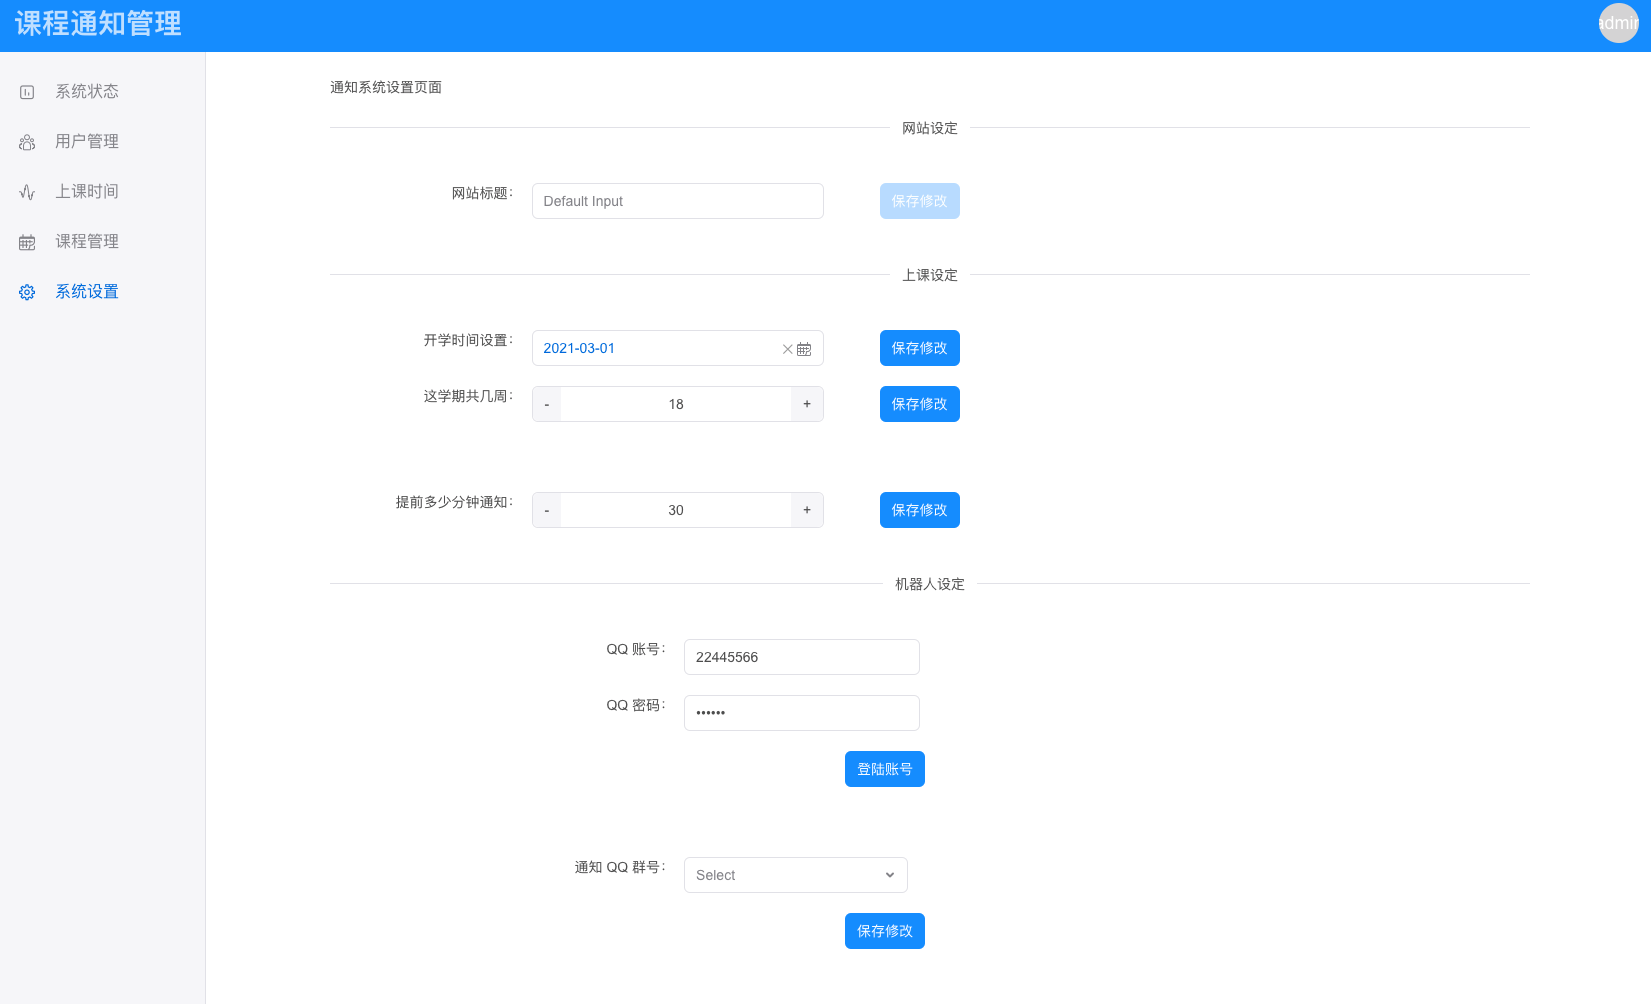 课程通知管理
admin
系统状态
用户管理
上课时间
课程管理
系统设置
通知系统设置页面
网站设定
网站标题：
Default Input
保存修改
上课设定
开学时间设置：
2021-03-01
保存修改
这学期共几周：
- 18 +
保存修改
提前多少分钟通知：
- 30 +
保存修改
机器人设定
QQ 账号：
22445566
QQ 密码：
••••••
登陆账号
通知 QQ 群号：
Select
保存修改